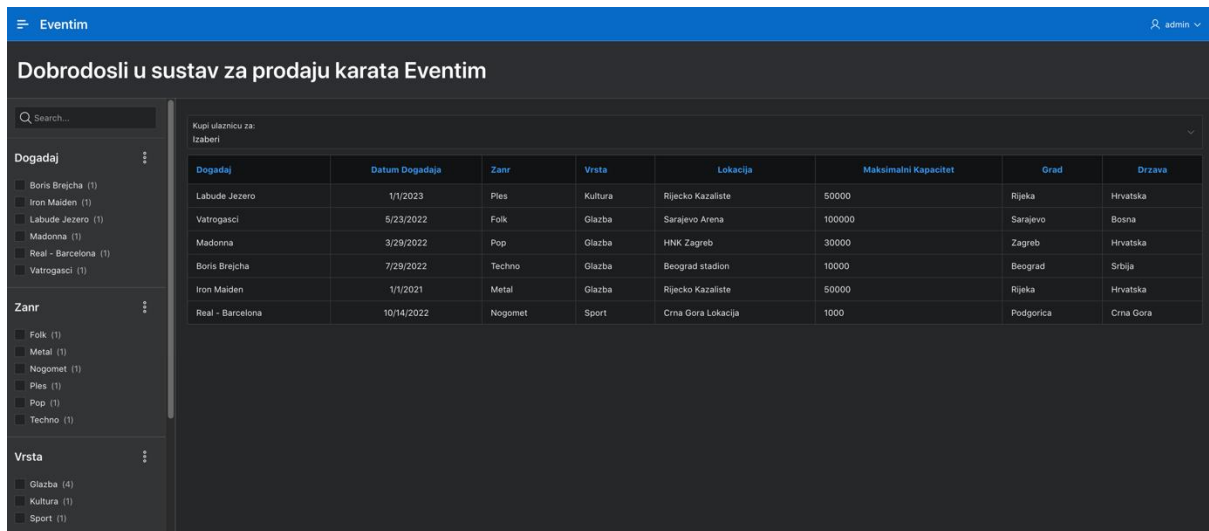 Eventim
admin
Dobrodosli u sustav za prodaju karata Eventim
Search...
Događaj
Boris Brejcha (1)
Iron Maiden (1)
Labude Jezero (1)
Madonna (1)
Real - Barcelona (1)
Vatrogasci (1)
Zanr
Folk (1)
Metal (1)
Nogomet (1)
Ples (1)
Pop (1)
Techno (1)
Vrsta
Glazba (4)
Kultura (1)
Sport (1)
Kupi ulaznicu za:
Izaberi
Događaj Datum Dogadaja Zanr Vrsta Lokacija Maksimalni Kapacitet Grad Drzava
Labude Jezero 1/1/2023 Ples Kultura Rijecko Kazaliste 50000 Rijeka Hrvatska
Vatrogasci 5/23/2022 Folk Glazba Sarajevo Arena 100000 Sarajevo Bosna
Madonna 3/29/2022 Pop Glazba HNK Zagreb 30000 Zagreb Hrvatska
Boris Brejcha 7/29/2022 Techno Glazba Beograd stadion 10000 Beograd Srbija
Iron Maiden 1/1/2021 Metal Glazba Rijecko Kazaliste 50000 Rijeka Hrvatska
Real - Barcelona 10/14/2022 Nogomet Sport Crna Gora Lokacija 1000 Podgorica Crna Gora